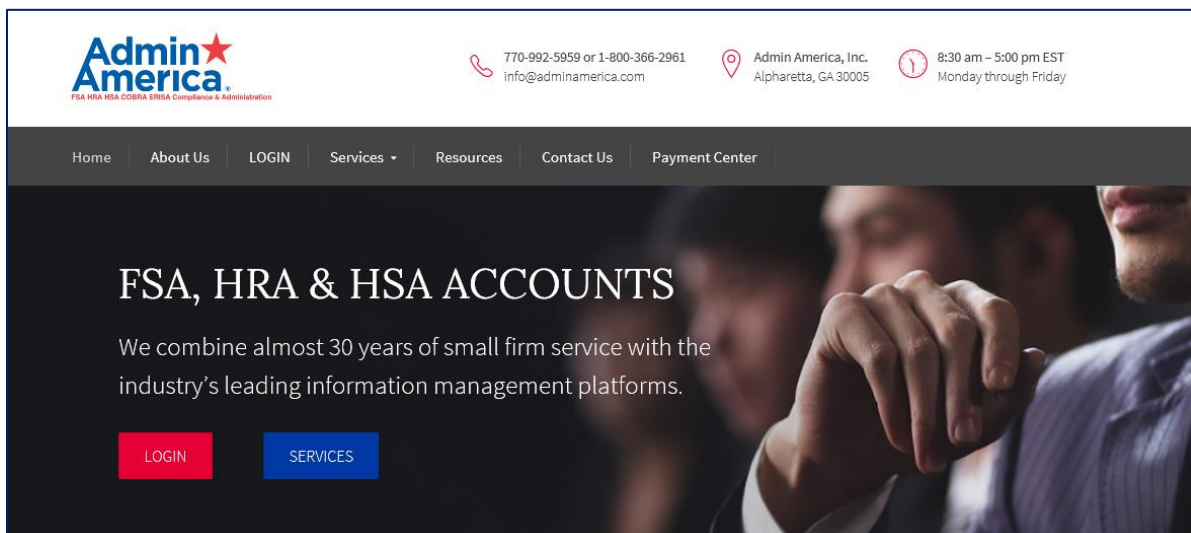 Admin
America®
FSA HRA HSA COBRA ERISA Compliance & Administration
770-992-5959 or 1-800-366-2961
info@adminamerica.com
Admin America, Inc.
Alpharetta, GA 30005
8:30 am – 5:00 pm EST
Monday through Friday
Home About Us LOGIN Services Resources Contact Us Payment Center
FSA, HRA & HSA ACCOUNTS
We combine almost 30 years of small firm service with the
industry’s leading information management platforms.
LOGIN SERVICES